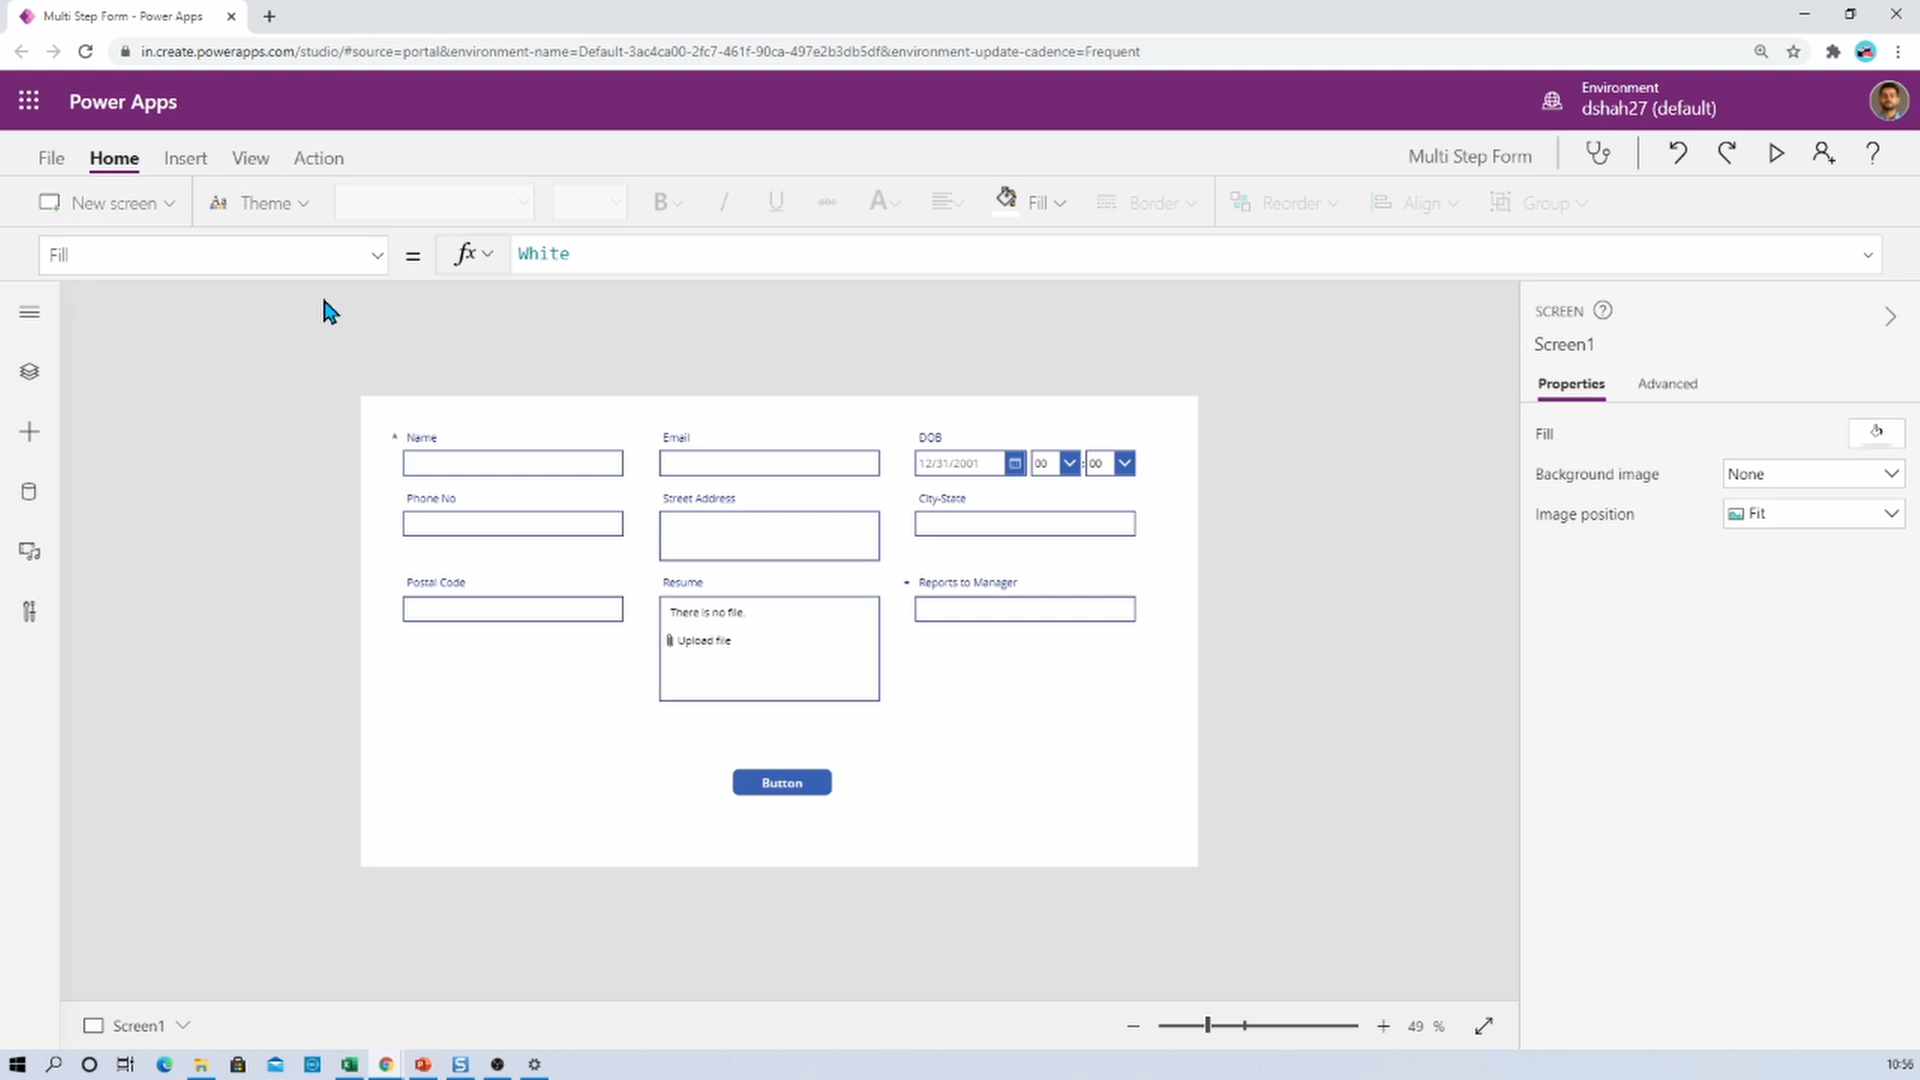 Multi Step Form - Power Apps
in.create.powerapps.com/studio/#source=portal&environment-name=Default-3ac4ca00-2fc7-461f-90ca-497e2b3db5df&environment-update-cadence=Frequent
Power Apps
Environment
dshah27 (default)
File Home Insert View Action
Multi Step Form
New screen Theme B / U abc A Fill Border Reorder Align Group
Fill = fx White
SCREEN
Screen1
Properties Advanced
Fill
Background image None
Image position Fit
* Name Email DOB
12/31/2001 00 : 00
Phone No Street Address City-State
Postal Code Resume * Reports to Manager
There is no file.
Upload file
Button
Screen1
49 %
10:56